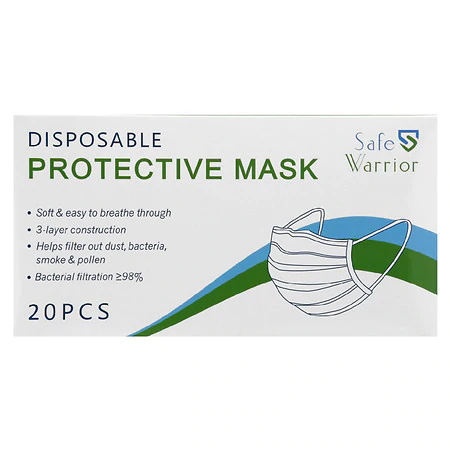 DISPOSABLE
PROTECTIVE MASK
Safe
Warrior
• Soft & easy to breathe through
• 3-layer construction
• Helps filter out dust, bacteria,
smoke & pollen
• Bacterial filtration ≥98%
20PCS